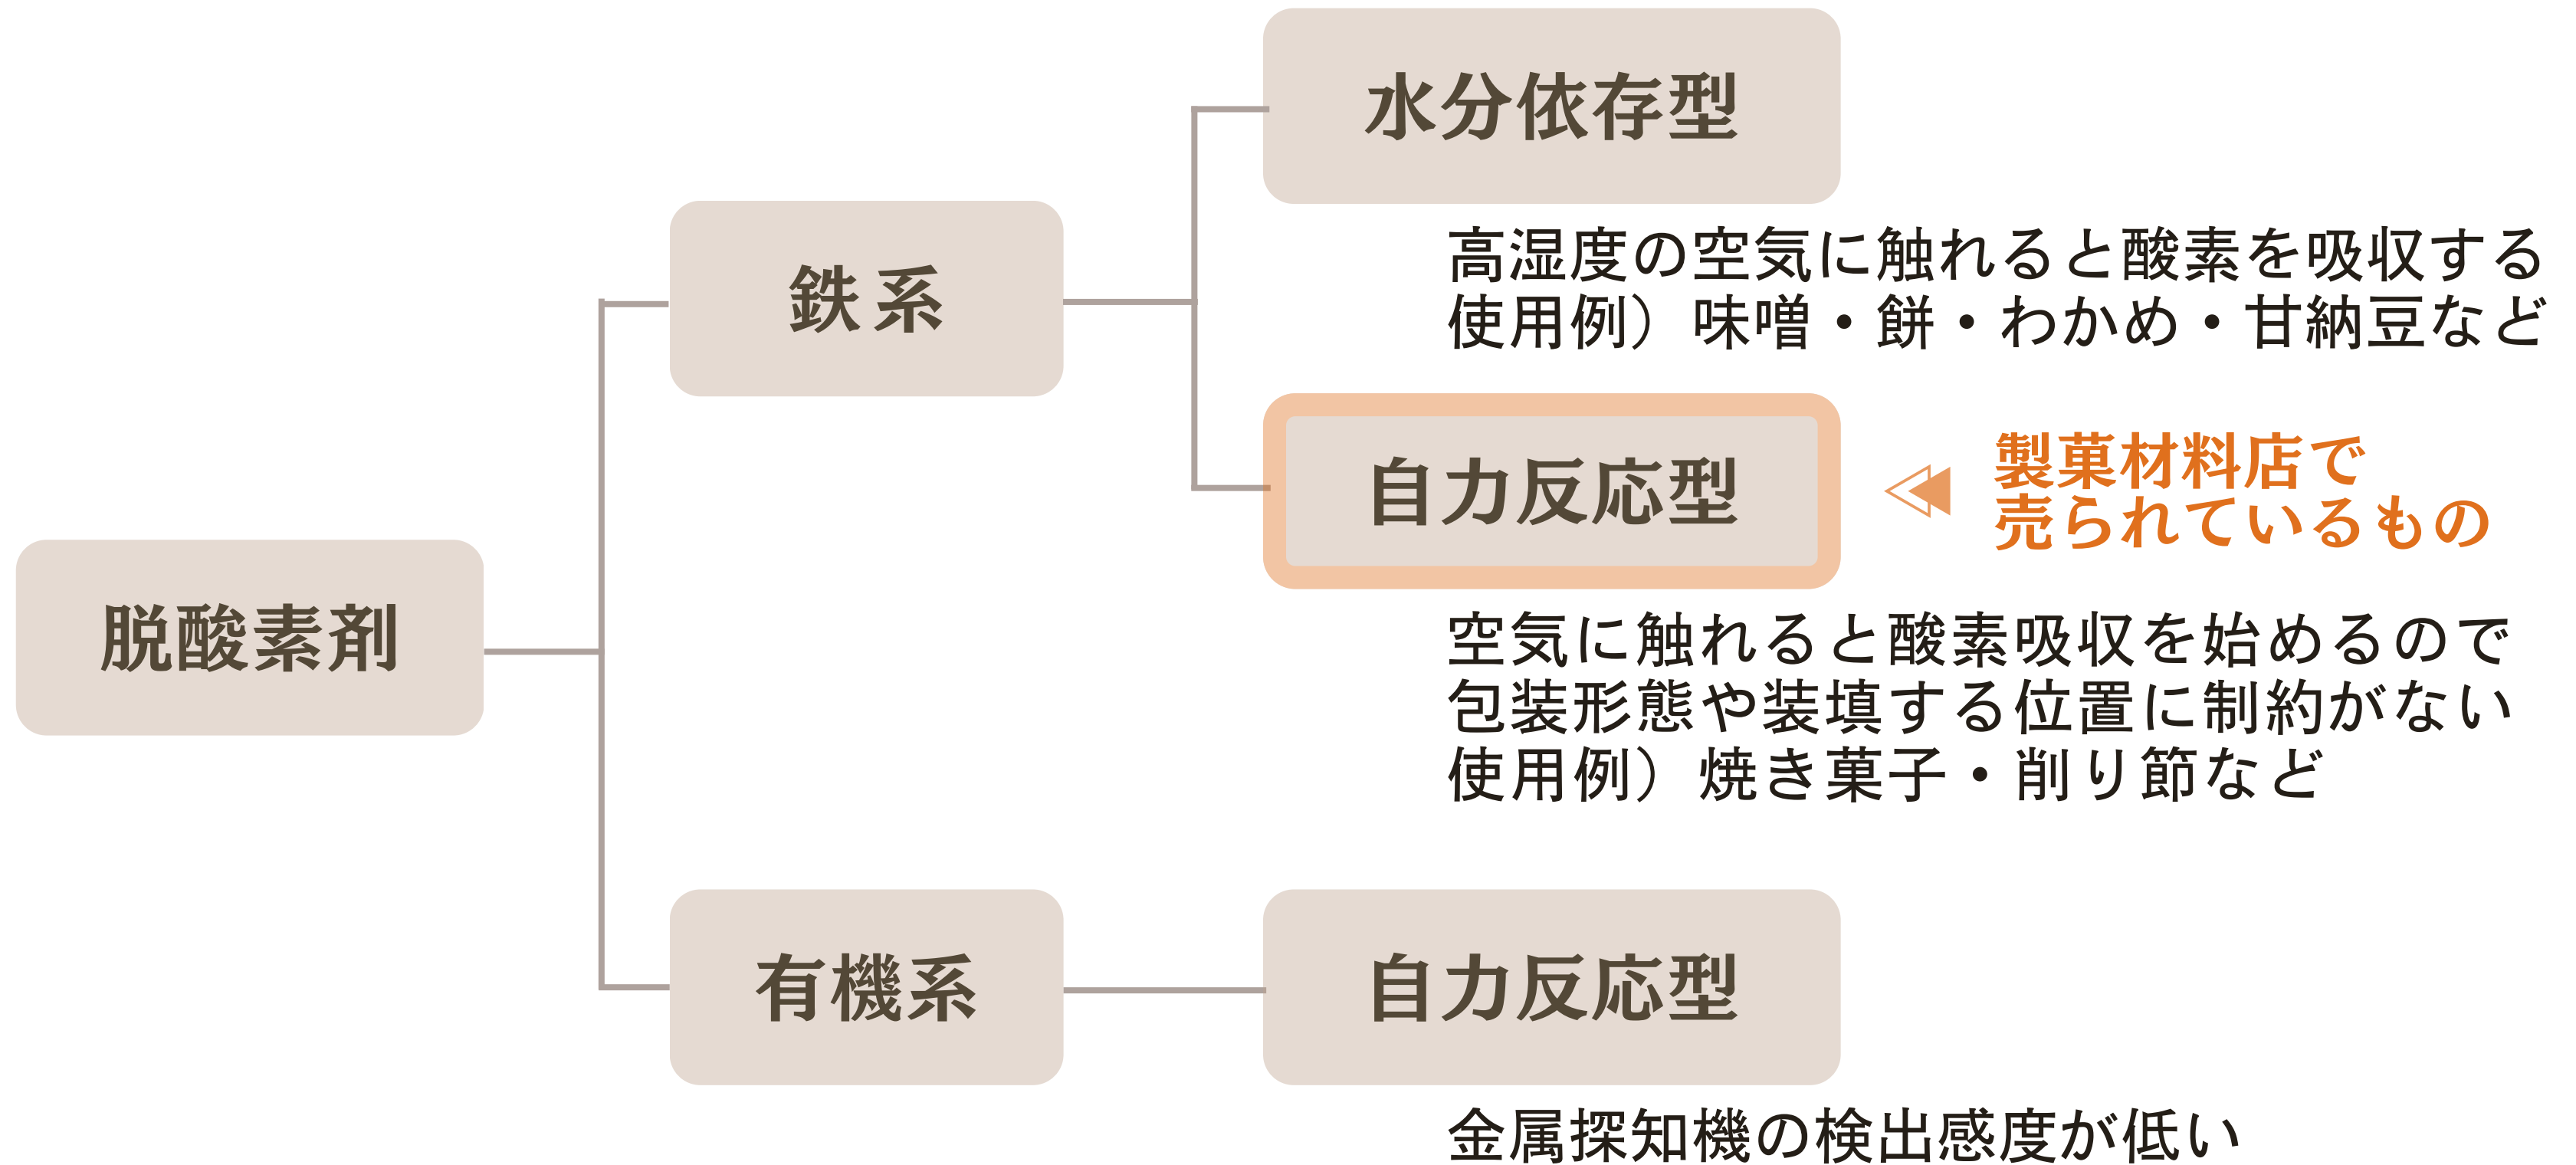 脱酸素剤
鉄系
水分依存型
高湿度の空気に触れると酸素を吸収する
使用例）味噌・餅・わかめ・甘納豆など
自力反応型
製菓材料店で
売られているもの
空気に触れると酸素吸収を始めるので
包装形態や装填する位置に制約がない
使用例）焼き菓子・削り節など
有機系
自力反応型
金属探知機の検出感度が低い